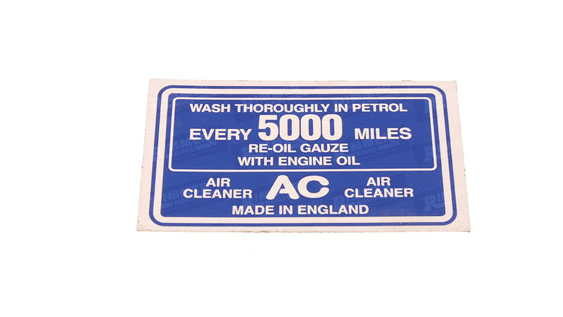 WASH THOROUGHLY IN PETROL
EVERY 5000 MILES
RE-OIL GAUZE
WITH ENGINE OIL
AIR CLEANER AC AIR CLEANER
MADE IN ENGLAND